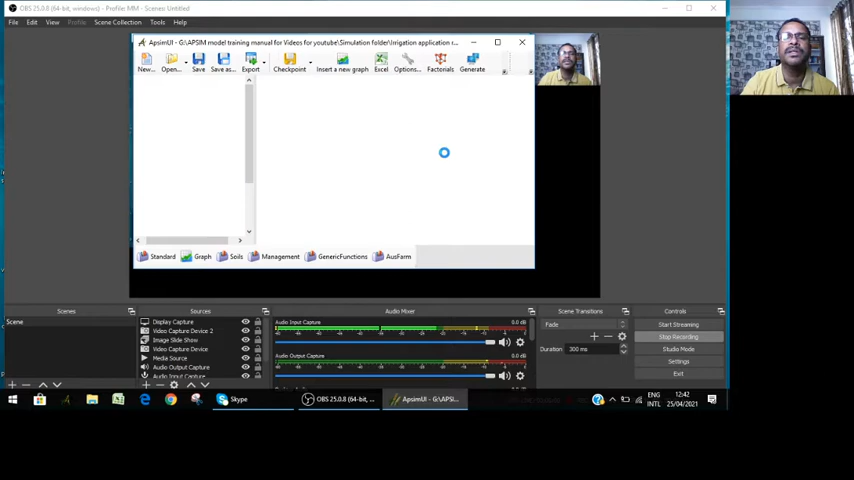 OBS 25.0.8 (64-bit, windows) - Profile MM - Scenes: Untitled
File Edit View Profile Scene Collection Tools Help
ApsimUI - G:\APSIM model training manual for Videos for youtube\Simulation folder\Irrigation application r...
New... Open... Save Save as... Export Checkpoint Insert a new graph Excel Options... Factorials Generate
Standard Graph Soils Management GenericFunctions AusFarm
Scenes Sources Audio Mixer Scene Transitions Controls
Scene
Display Capture
Video Capture Device 2
Image Slide Show
Video Capture Device
Media Source
Audio Output Capture
Audio Input Capture
Audio Input Capture 0.0 dB
Audio Output Capture 0.0 dB
Fade
Duration 300 ms
Start Streaming
Stop Recording
Studio Mode
Settings
Exit
Skype OBS 25.0.8 (64-bit, ... ApsimUI - G:\APSI...
ENG
INTL
12:42
25/04/2021